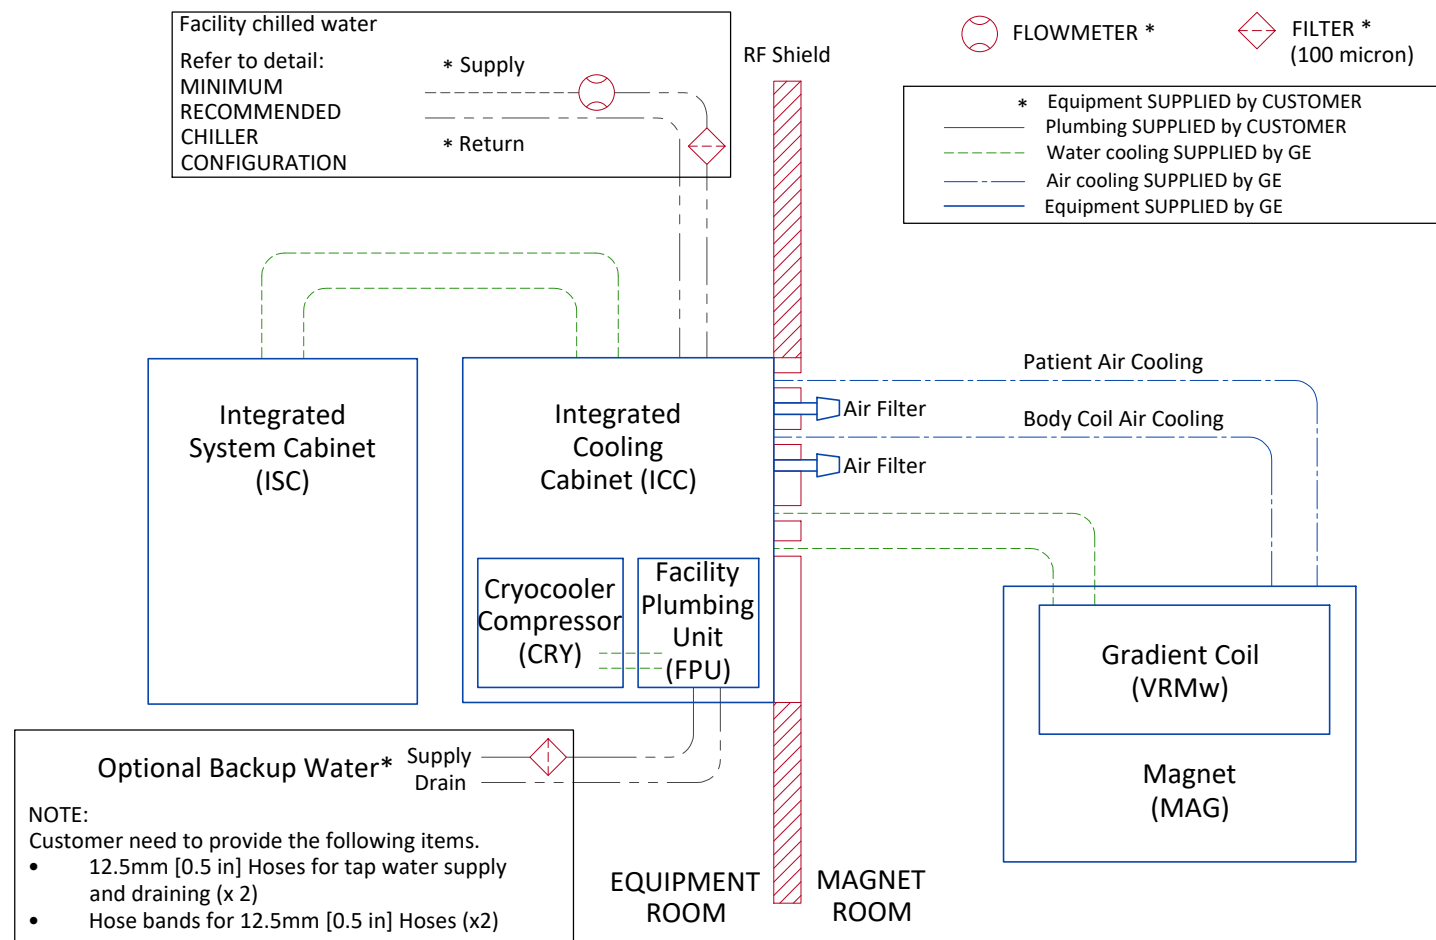 Facility chilled water
Refer to detail:
MINIMUM
RECOMMENDED
CHILLER
CONFIGURATION
* Supply
* Return
RF Shield
FLOWMETER *
FILTER *
(100 micron)
* Equipment SUPPLIED by CUSTOMER
Plumbing SUPPLIED by CUSTOMER
Water cooling SUPPLIED by GE
Air cooling SUPPLIED by GE
Equipment SUPPLIED by GE
Integrated
System Cabinet
(ISC)
Integrated
Cooling
Cabinet (ICC)
Cryocooler
Compressor
(CRY)
Facility
Plumbing
Unit
(FPU)
Patient Air Cooling
Air Filter
Body Coil Air Cooling
Air Filter
Gradient Coil
(VRMw)
Magnet
(MAG)
Optional Backup Water*
Supply
Drain
NOTE:
Customer need to provide the following items.
• 12.5mm [0.5 in] Hoses for tap water supply
and draining (x 2)
• Hose bands for 12.5mm [0.5 in] Hoses (x2)
EQUIPMENT
ROOM
MAGNET
ROOM